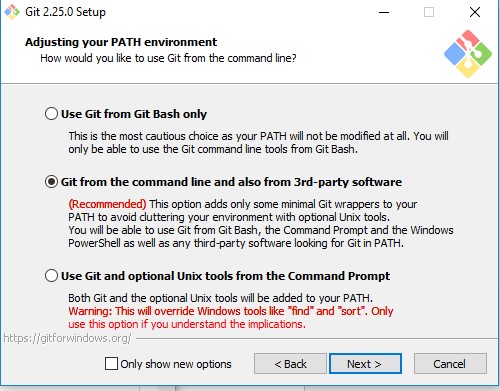 Git 2.25.0 Setup
Adjusting your PATH environment
How would you like to use Git from the command line?
Use Git from Git Bash only
This is the most cautious choice as your PATH will not be modified at all. You will
only be able to use the Git command line tools from Git Bash.
Git from the command line and also from 3rd-party software
(Recommended) This option adds only some minimal Git wrappers to your
PATH to avoid cluttering your environment with optional Unix tools.
You will be able to use Git from Git Bash, the Command Prompt and the Windows
PowerShell as well as any third-party software looking for Git in PATH.
Use Git and optional Unix tools from the Command Prompt
Both Git and the optional Unix tools will be added to your PATH.
Warning: This will override Windows tools like "find" and "sort". Only
use this option if you understand the implications.
https://gitforwindows.org/
Only show new options
< Back
Next >
Cancel